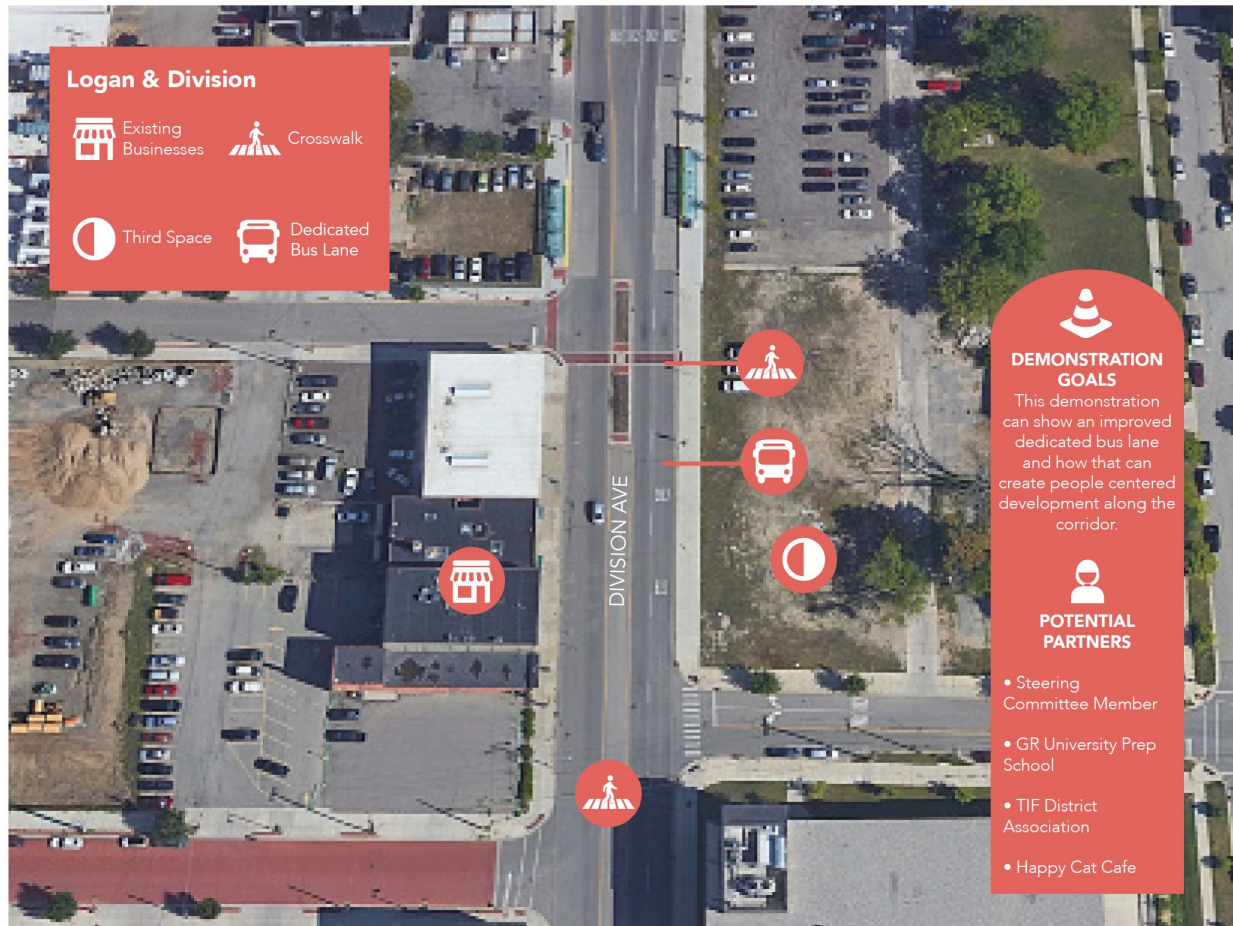 Logan & Division
Existing
Businesses
Crosswalk
Third Space
Dedicated
Bus Lane
DIVISION AVE
DEMONSTRATION
GOALS
This demonstration
can show an improved
dedicated bus lane
and how that can
create people centered
development along the
corridor.
POTENTIAL
PARTNERS
• Steering
Committee Member
• GR University Prep
School
• TIF District
Association
• Happy Cat Cafe